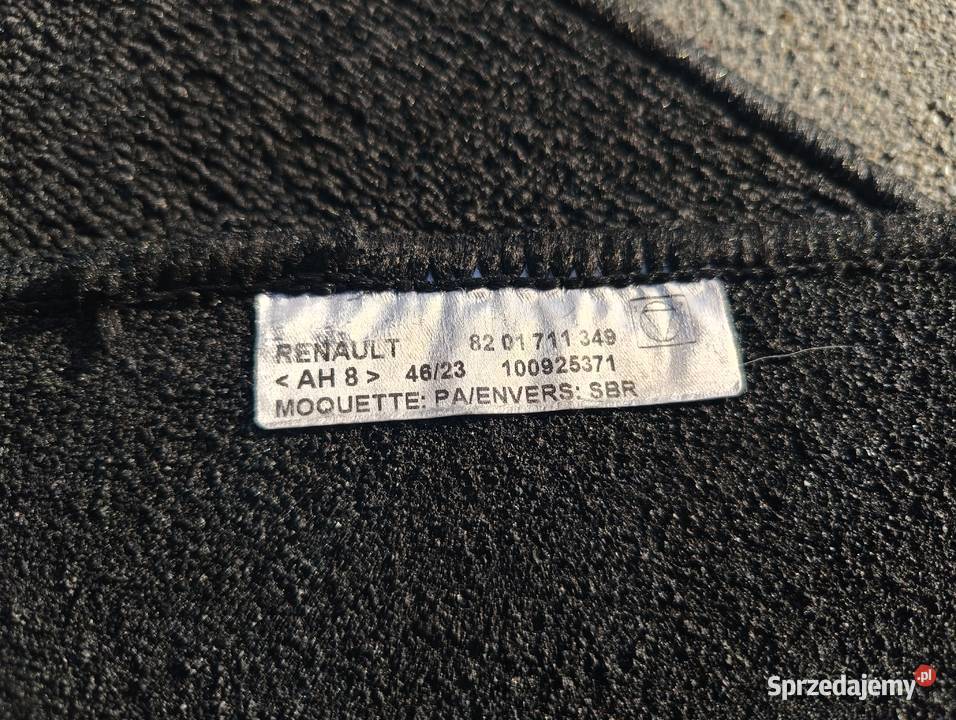 RENAULT 82 01 711 349
< AH 8 > 46/23 100925371
MOQUETTE: PA/ENVERS: SBR
Sprzedajemy.pl